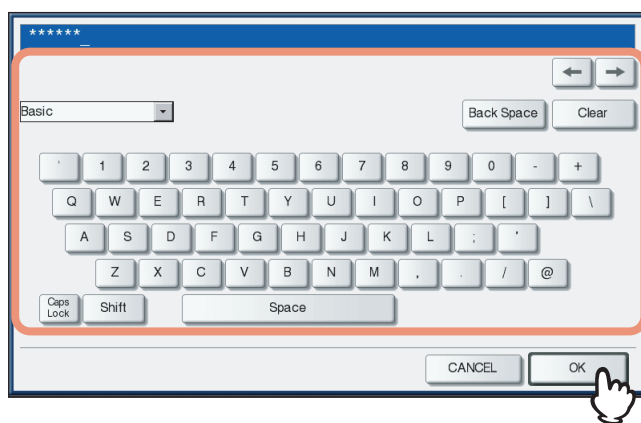 ******_
← →
Basic Back Space Clear
` 1 2 3 4 5 6 7 8 9 0 - +
Q W E R T Y U I O P [ ] \
A S D F G H J K L ; '
Z X C V B N M , . / @
Caps Lock Shift Space
CANCEL OK